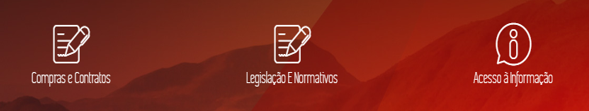 Compras e Contratos
Legislação E Normativos
Acesso à Informação